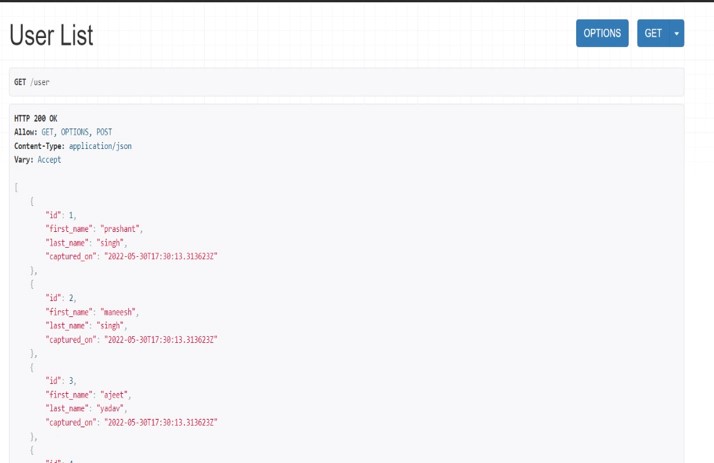 User List
OPTIONS
GET
GET /user
HTTP 200 OK
Allow: GET, OPTIONS, POST
Content-Type: application/json
Vary: Accept
[
{
"id": 1,
"first_name": "prashant",
"last_name": "singh",
"captured_on": "2022-05-30T17:30:13.313623Z"
},
{
"id": 2,
"first_name": "maneesh",
"last_name": "singh",
"captured_on": "2022-05-30T17:30:13.313623Z"
},
{
"id": 3,
"first_name": "ajeet",
"last_name": "yadav",
"captured_on": "2022-05-30T17:30:13.313623Z"
},
{